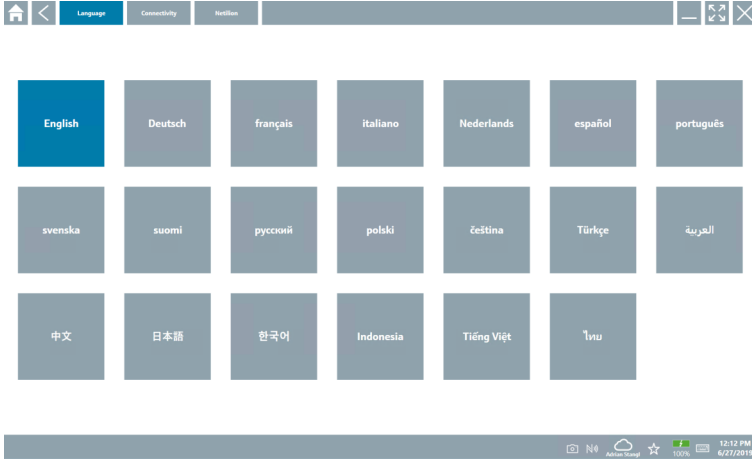 Language Connectivity Netilion
English Deutsch français italiano Nederlands español português
svenska suomi русский polski čeština Türkçe العربية
中文 日本語 한국어 Indonesia Tiếng Việt ไทย
12:12 PM
Adrian Stangl 100% 6/27/2019